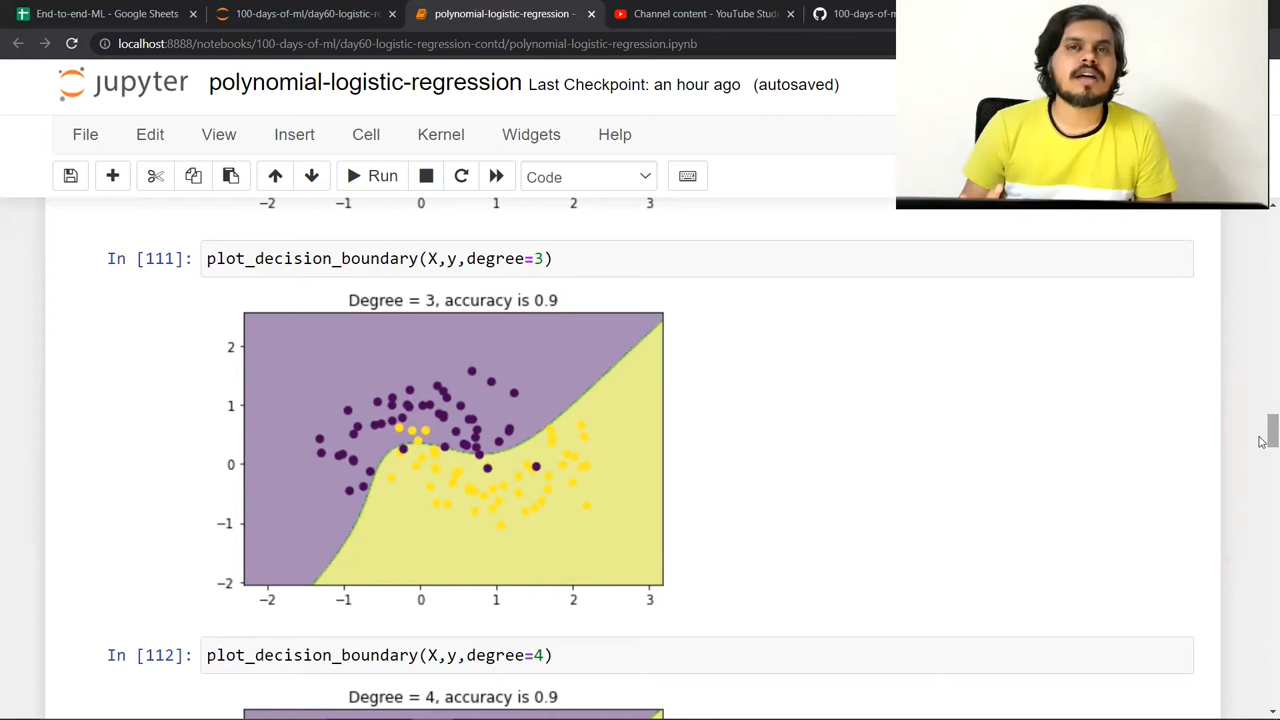 End-to-end-ML - Google Sheets
100-days-of-ml/day60-logistic-re
polynomial-logistic-regression -
Channel content - YouTube Stud
100-days-of-m
localhost:8888/notebooks/100-days-of-ml/day60-logistic-regression-contd/polynomial-logistic-regression.ipynb
jupyter polynomial-logistic-regression Last Checkpoint: an hour ago (autosaved)
File Edit View Insert Cell Kernel Widgets Help
Run Code
−2 −1 0 1 2 3
In [111]: plot_decision_boundary(X,y,degree=3)
Degree = 3, accuracy is 0.9
2
1
0
−1
−2
−2 −1 0 1 2 3
In [112]: plot_decision_boundary(X,y,degree=4)
Degree = 4, accuracy is 0.9